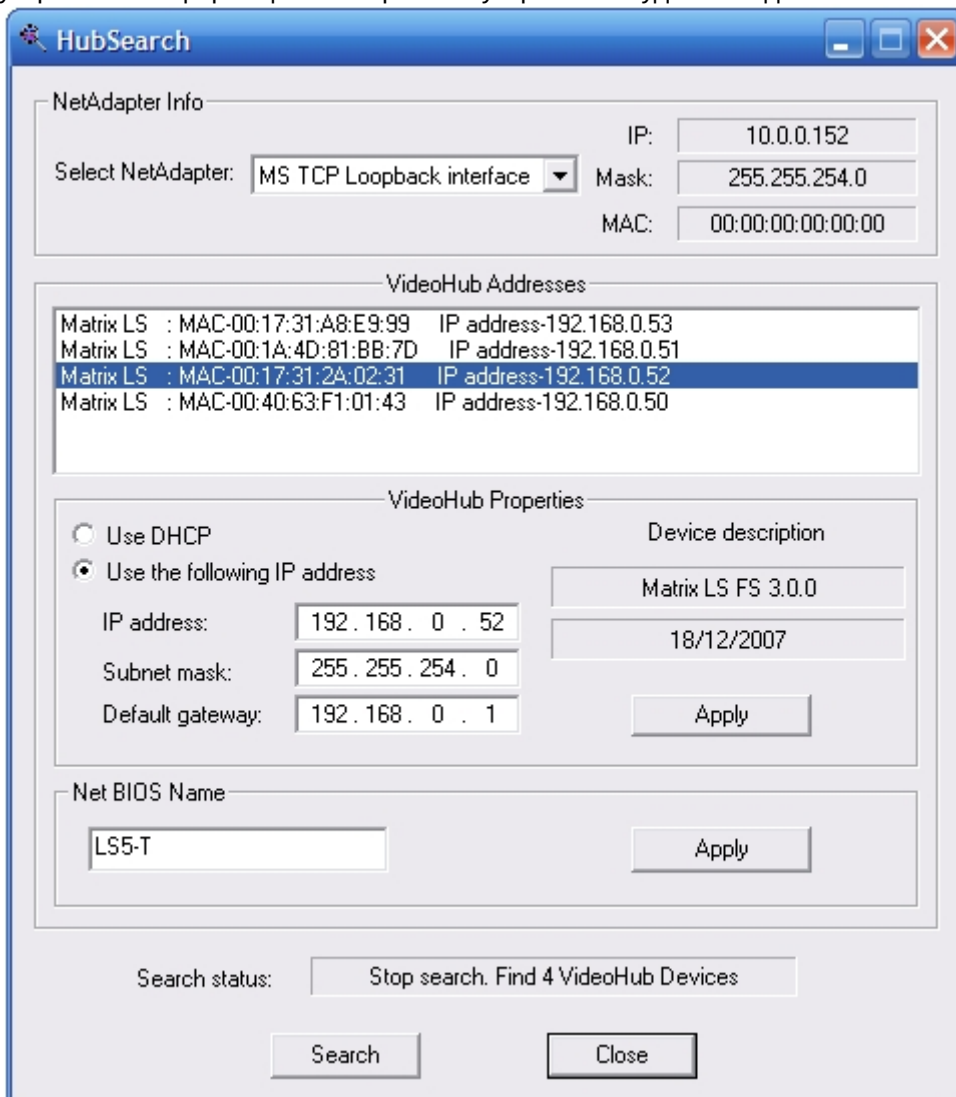 HubSearch
NetAdapter Info
IP: 10.0.0.152
Select NetAdapter: MS TCP Loopback interface Mask: 255.255.254.0
MAC: 00:00:00:00:00:00
VideoHub Addresses
Matrix LS : MAC-00:17:31:A8:E9:99 IP address-192.168.0.53
Matrix LS : MAC-00:1A:4D:81:BB:7D IP address-192.168.0.51
Matrix LS : MAC-00:17:31:2A:02:31 IP address-192.168.0.52
Matrix LS : MAC-00:40:63:F1:01:43 IP address-192.168.0.50
VideoHub Properties
Use DHCP Device description
Use the following IP address
Matrix LS FS 3.0.0
IP address: 192 . 168 . 0 . 52
18/12/2007
Subnet mask: 255 . 255 . 254 . 0
Default gateway: 192 . 168 . 0 . 1 Apply
Net BIOS Name
LS5-T Apply
Search status: Stop search. Find 4 VideoHub Devices
Search Close